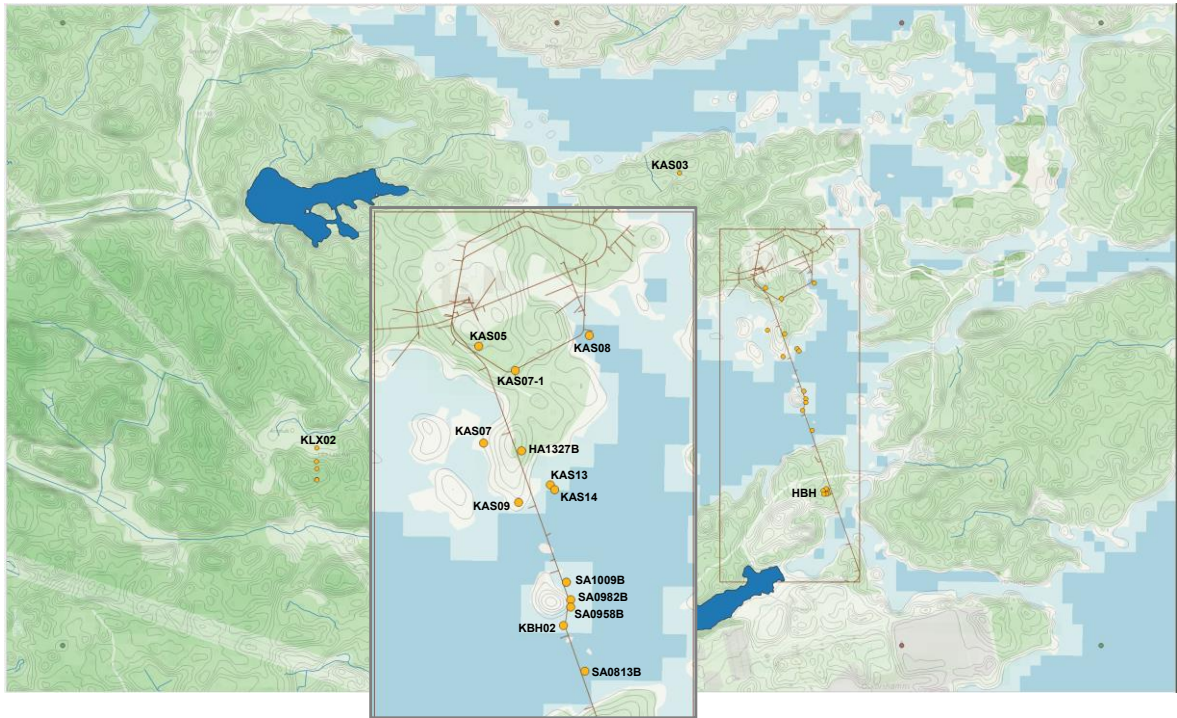 KAS03
KAS05
KAS08
KAS07-1
KLX02
KAS07
HA1327B
KAS13
KAS14
KAS09
HBH
SA1009B
SA0982B
SA0958B
KBH02
SA0813B